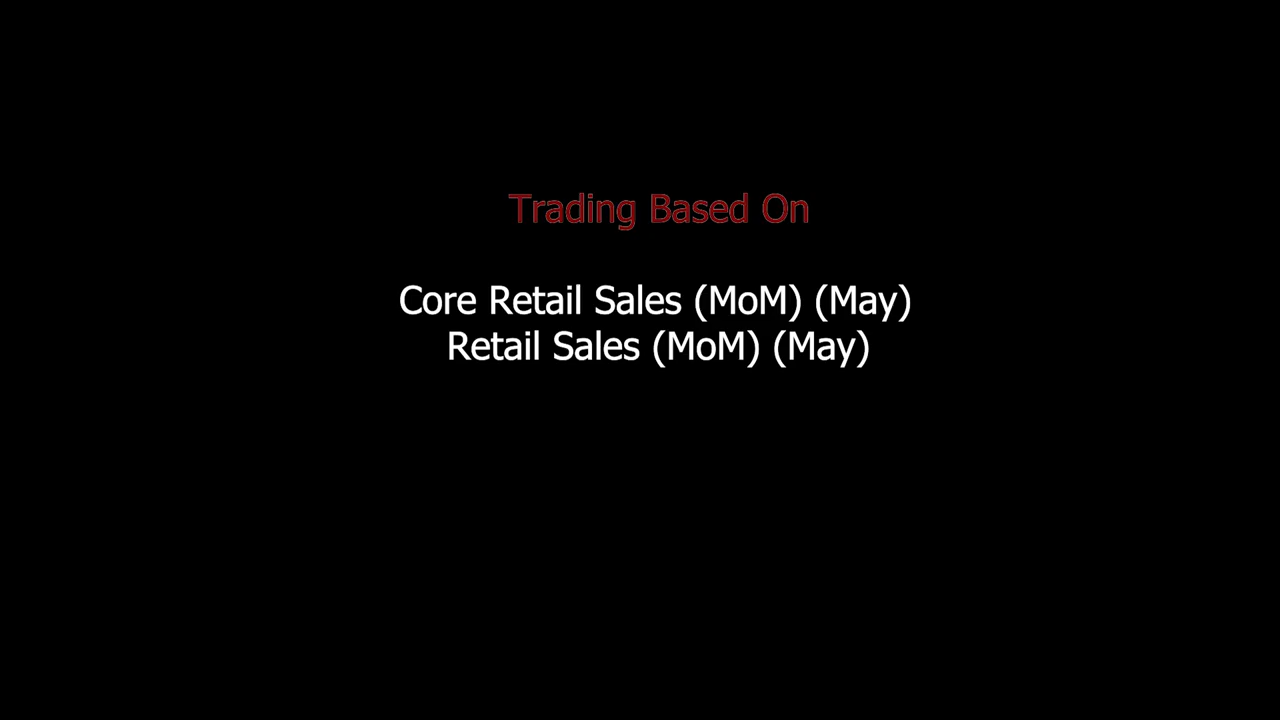 Trading Based On
Core Retail Sales (MoM) (May)
Retail Sales (MoM) (May)